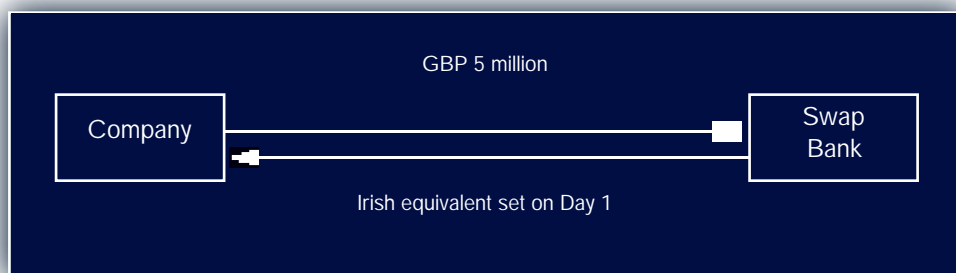 GBP 5 million
Company
Swap
Bank
Irish equivalent set on Day 1